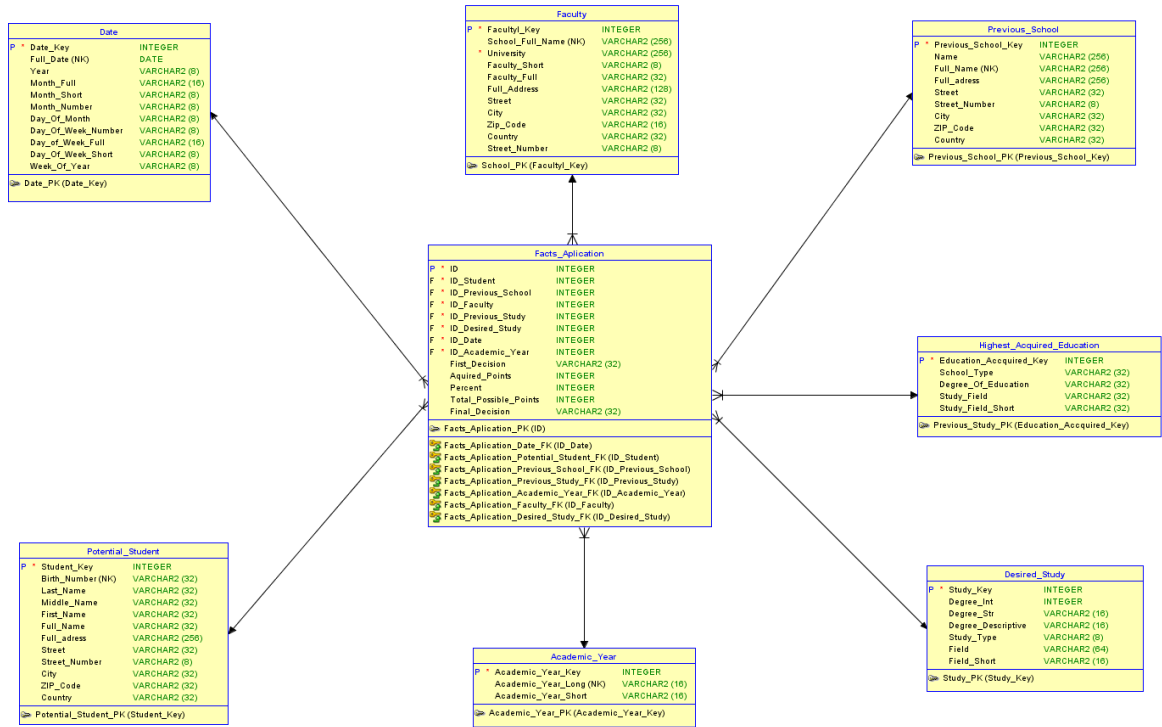 Date
P * Date_Key INTEGER
Full_Date (NK) DATE
Year VARCHAR2 (8)
Month_Full VARCHAR2 (16)
Month_Short VARCHAR2 (8)
Month_Number VARCHAR2 (8)
Day_Of_Month VARCHAR2 (8)
Day_Of_Week_Number VARCHAR2 (8)
Day_of_Week_Full VARCHAR2 (16)
Day_Of_Week_Short VARCHAR2 (8)
Week_Of_Year VARCHAR2 (8)
Date_PK (Date_Key)
Faculty
P * Facultyl_Key INTEGER
School_Full_Name (NK) VARCHAR2 (256)
* University VARCHAR2 (256)
Faculty_Short VARCHAR2 (8)
Faculty_Full VARCHAR2 (32)
Full_Address VARCHAR2 (128)
Street VARCHAR2 (32)
City VARCHAR2 (32)
Zip_Code VARCHAR2 (16)
Country VARCHAR2 (32)
Street_Number VARCHAR2 (8)
School_PK (Facultyl_Key)
Previous_School
P * Previous_School_Key INTEGER
Name VARCHAR2 (256)
Full_Name (NK) VARCHAR2 (256)
Full_adress VARCHAR2 (256)
Street VARCHAR2 (32)
Street_Number VARCHAR2 (8)
City VARCHAR2 (32)
ZIP_Code VARCHAR2 (32)
Country VARCHAR2 (32)
Previous_School_PK (Previous_School_Key)
Facts_Aplication
P * ID INTEGER
F * ID_Student INTEGER
F * ID_Previous_School INTEGER
F * ID_Faculty INTEGER
F * ID_Previous_Study INTEGER
F * ID_Desired_Study INTEGER
F * ID_Date INTEGER
F * ID_Academic_Year INTEGER
First_Decision VARCHAR2 (32)
Aquired_Points INTEGER
Percent INTEGER
Total_Possible_Points INTEGER
Final_Decision VARCHAR2 (32)
Facts_Aplication_PK (ID)
Facts_Aplication_Date_FK (ID_Date)
Facts_Aplication_Potential_Student_FK (ID_Student)
Facts_Aplication_Previous_School_FK (ID_Previous_School)
Facts_Aplication_Previous_Study_FK (ID_Previous_Study)
Facts_Aplication_Academic_Year_FK (ID_Academic_Year)
Facts_Aplication_Faculty_FK (ID_Faculty)
Facts_Aplication_Desired_Study_FK (ID_Desired_Study)
Highest_Acquired_Education
P * Education_Accquired_Key INTEGER
School_Type VARCHAR2 (32)
Degree_Of_Education VARCHAR2 (32)
Study_Field VARCHAR2 (32)
Study_Field_Short VARCHAR2 (32)
Previous_Study_PK (Education_Accquired_Key)
Potential_Student
P * Student_Key INTEGER
Birth_Number (NK) VARCHAR2 (32)
Last_Name VARCHAR2 (32)
Middle_Name VARCHAR2 (32)
First_Name VARCHAR2 (32)
Full_Name VARCHAR2 (32)
Full_adress VARCHAR2 (256)
Street VARCHAR2 (32)
Street_Number VARCHAR2 (8)
City VARCHAR2 (32)
ZIP_Code VARCHAR2 (32)
Country VARCHAR2 (32)
Potential_Student_PK (Student_Key)
Academic_Year
P * Academic_Year_Key INTEGER
Academic_Year_Long (NK) VARCHAR2 (16)
Academic_Year_Short VARCHAR2 (16)
Academic_Year_PK (Academic_Year_Key)
Desired_Study
P * Study_Key INTEGER
Degree_Int INTEGER
Degree_Str VARCHAR2 (16)
Degree_Descriptive VARCHAR2 (16)
Study_Type VARCHAR2 (8)
Field VARCHAR2 (64)
Field_Short VARCHAR2 (16)
Study_PK (Study_Key)